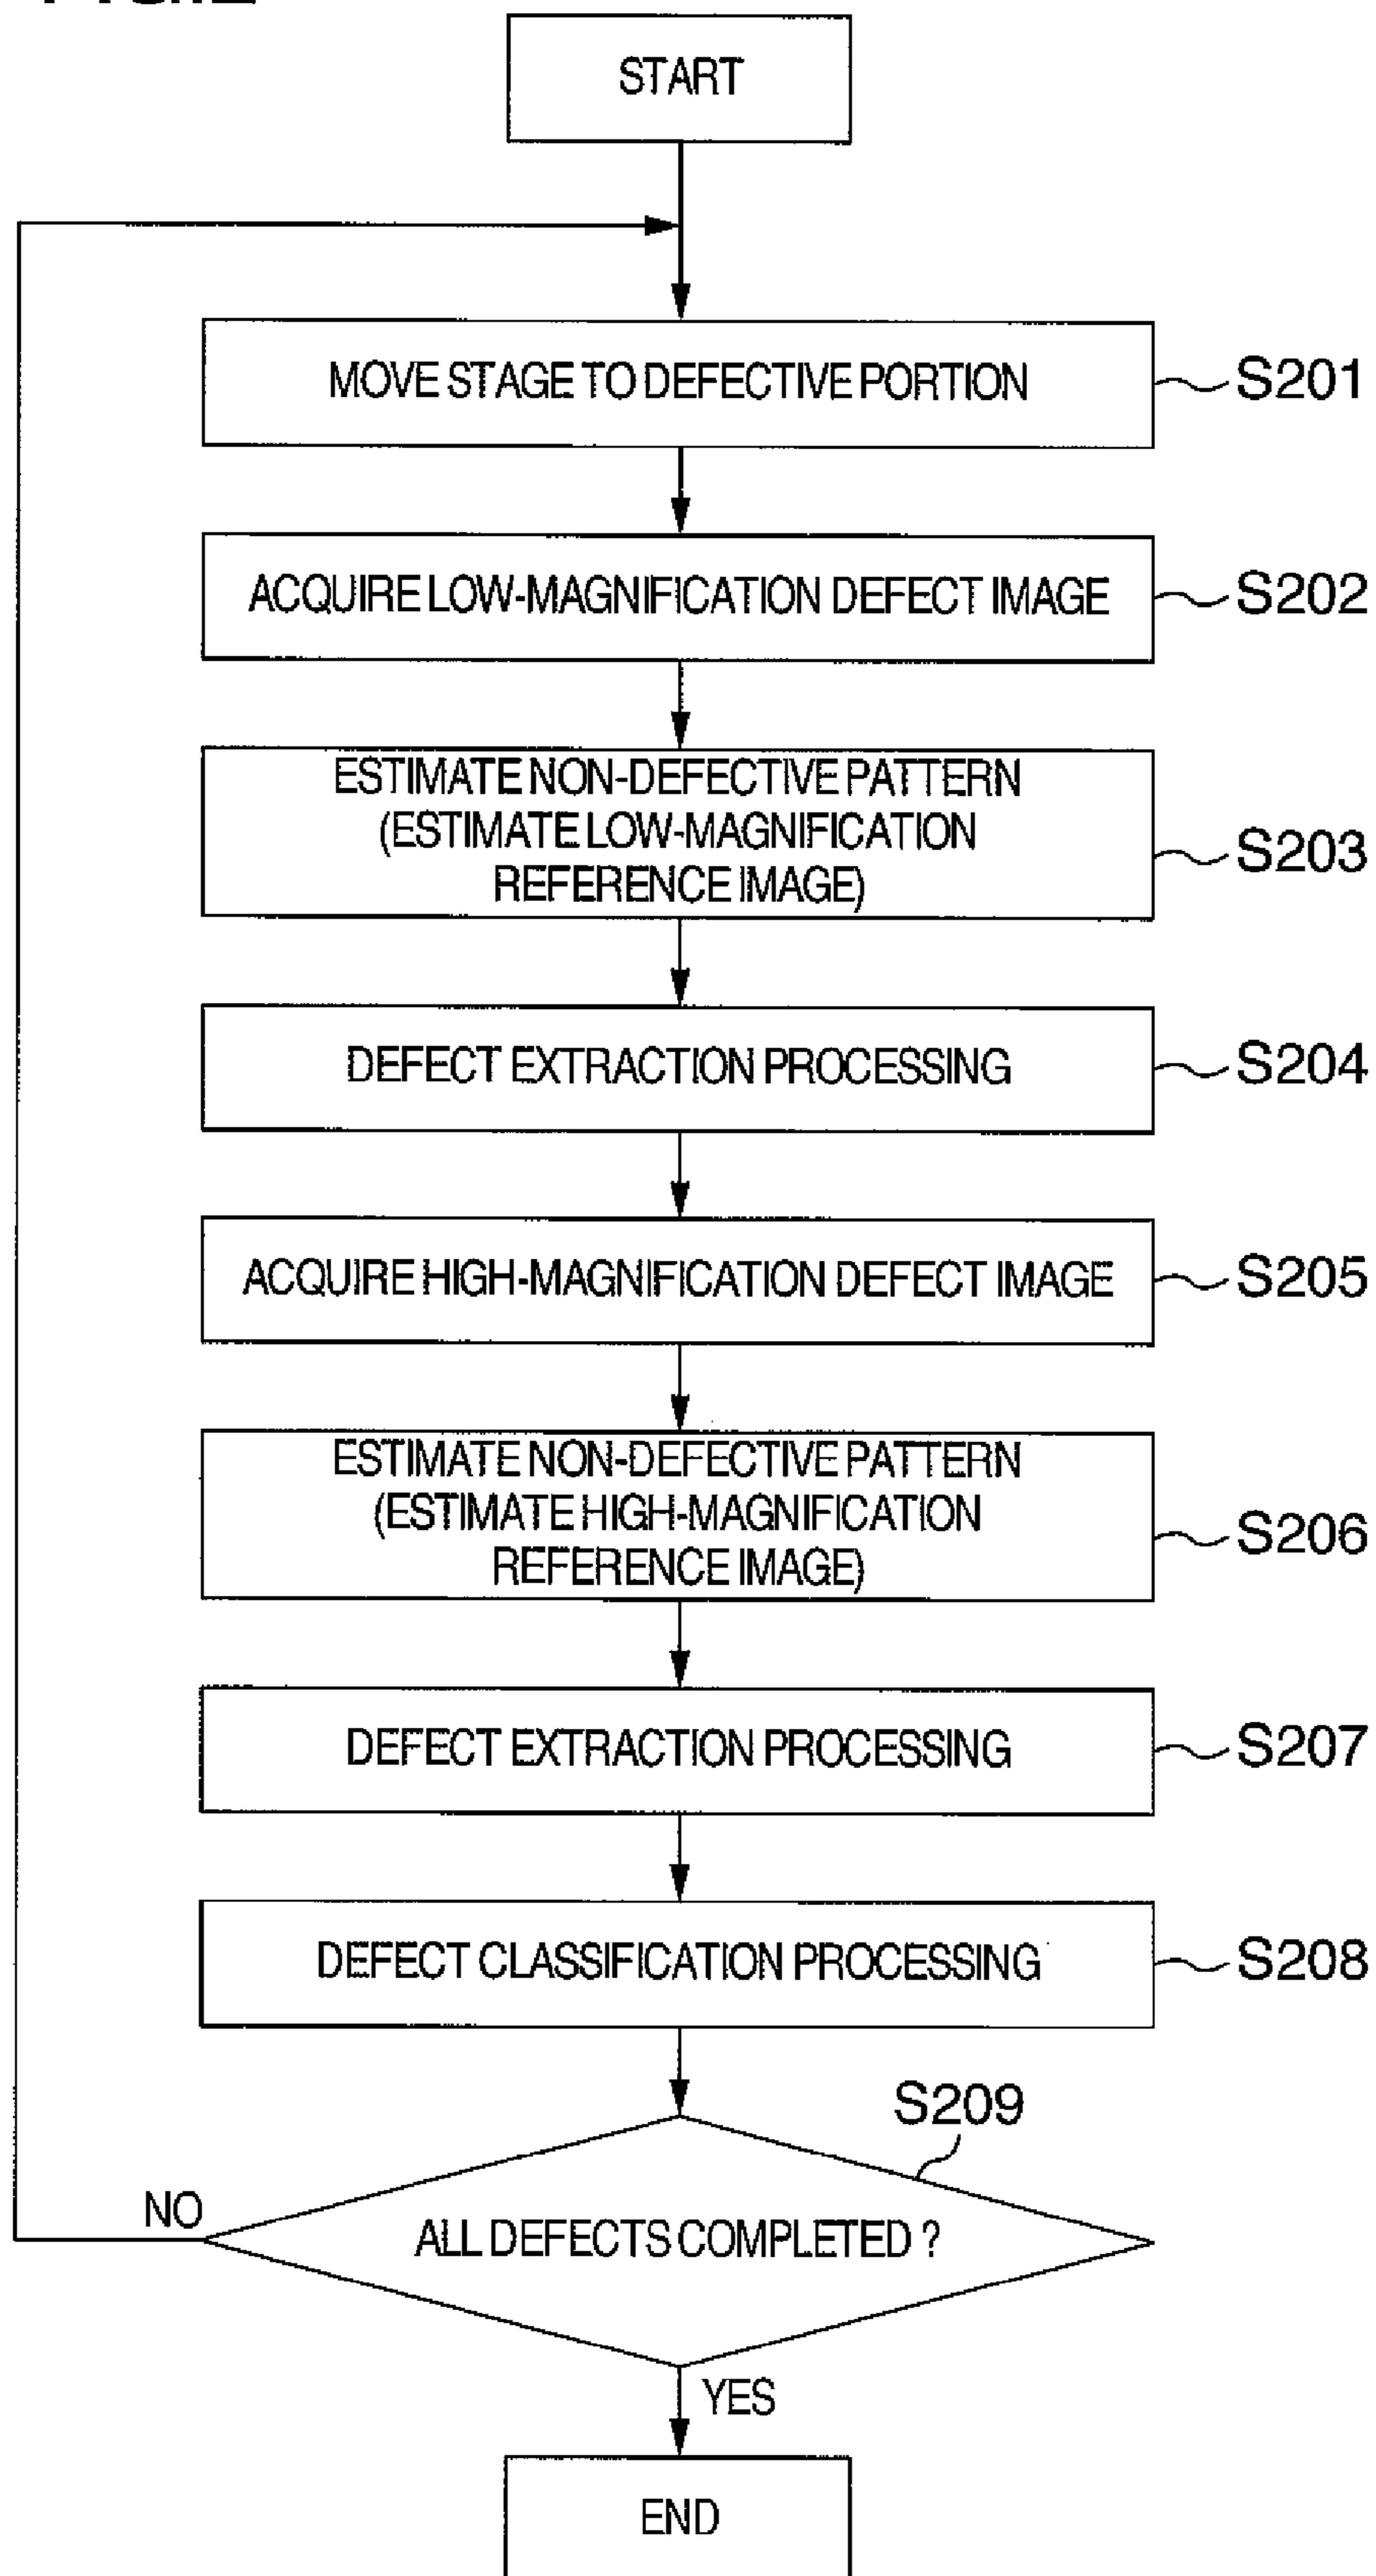 START
MOVE STAGE TO DEFECTIVE PORTION
S201
ACQUIRE LOW-MAGNIFICATION DEFECT IMAGE
S202
ESTIMATE NON-DEFECTIVE PATTERN
(ESTIMATE LOW-MAGNIFICATION
REFERENCE IMAGE)
S203
DEFECT EXTRACTION PROCESSING
S204
ACQUIRE HIGH-MAGNIFICATION DEFECT IMAGE
S205
ESTIMATE NON-DEFECTIVE PATTERN
(ESTIMATE HIGH-MAGNIFICATION
REFERENCE IMAGE)
S206
DEFECT EXTRACTION PROCESSING
S207
DEFECT CLASSIFICATION PROCESSING
S208
S209
NO
ALL DEFECTS COMPLETED ?
YES
END